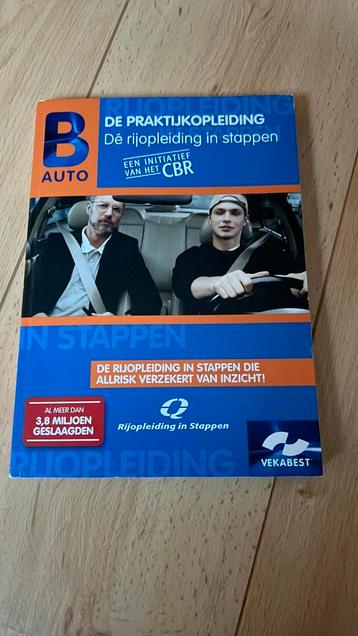 RIJOPLEIDING
B
AUTO
DE PRAKTIJKOPLEIDING
Dé rijopleiding in stappen
EEN INITIATIEF
VAN HET CBR
IN STAPPEN
DE RIJOPLEIDING IN STAPPEN DIE
ALLRISK VERZEKERT VAN INZICHT!
AL MEER DAN
3,8 MILJOEN
GESLAAGDEN
Rijopleiding in Stappen
VEKABEST
RIJOPLEIDING